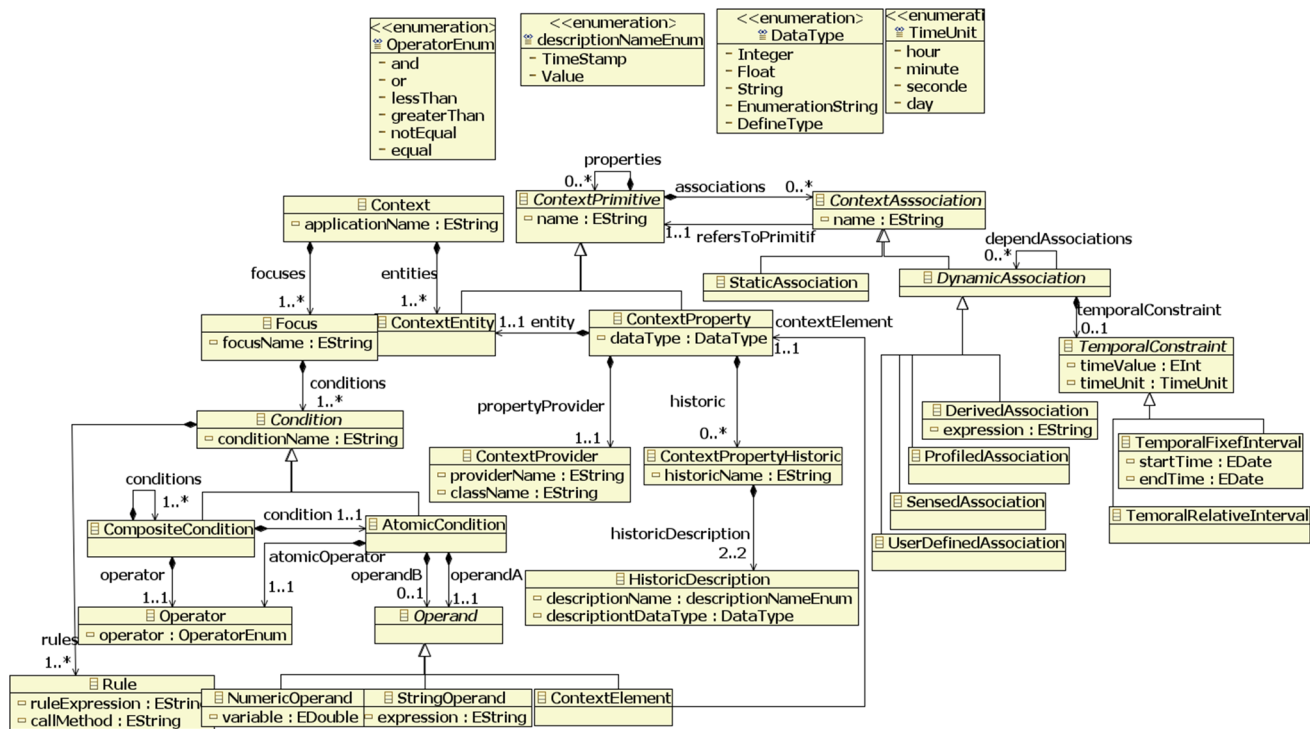 <<enumeration>
OperatorEnum
- and
- or
- lessThan
- greaterThan
- notEqual
- equal
<<enumeration>>
descriptionNameEnum
- TimeStamp
- Value
<<enumeration>>
DataType
- Integer
- Float
- String
- EnumerationString
- DefineType
<<enumerati
TimeUnit
- hour
- minute
- seconde
- day
properties
0..*
ContextPrimitive
name : EString
associations
0..*
ContextAsssociation
name : EString
1..1
refersToPrimitif
Context
applicationName : EString
focuses
1..*
entities
1..*
dependAssociations
0..*
StaticAssociation
DynamicAssociation
Focus
focusName : EString
ContextEntity
1..1 entity
ContextProperty
dataType : DataType
contextElement
1..1
temporalConstraint
0..1
TemporalConstraint
timeValue : EInt
timeUnit : TimeUnit
conditions
1..*
propertyProvider
1..1
historic
0..*
Condition
conditionName : EString
DerivedAssociation
expression : EString
TemporalFixefInterval
startTime : EDate
endTime : EDate
ContextProvider
providerName : EString
className : EString
ContextPropertyHistoric
historicName : EString
ProfiledAssociation
conditions
1..*
SensedAssociation
TemoralRelativeInterval
CompositeCondition
condition 1..1
AtomicCondition
UserDefinedAssociation
historicDescription
2..2
operator
1..1
atomicOperator
1..1
operandB
0..1
operandA
1..1
HistoricDescription
descriptionName : descriptionNameEnum
descriptiontDataType : DataType
Operator
operator : OperatorEnum
Operand
rules
1..*
Rule
ruleExpression : EStrin
callMethod : EString
NumericOperand
variable : EDouble
StringOperand
expression : EString
ContextElement